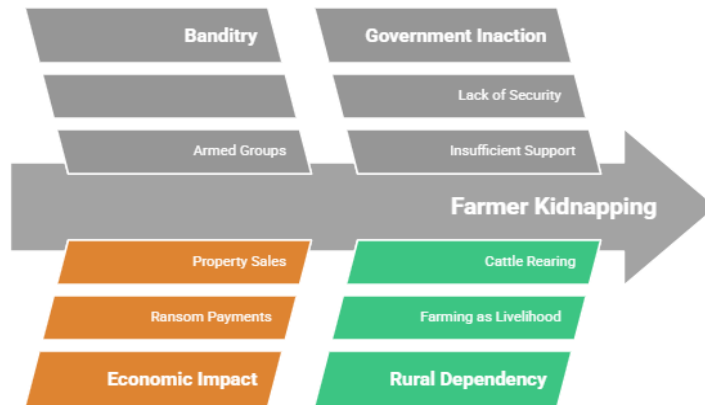 Banditry
Government Inaction
Lack of Security
Armed Groups
Insufficient Support
Farmer Kidnapping
Property Sales
Cattle Rearing
Ransom Payments
Farming as Livelihood
Economic Impact
Rural Dependency